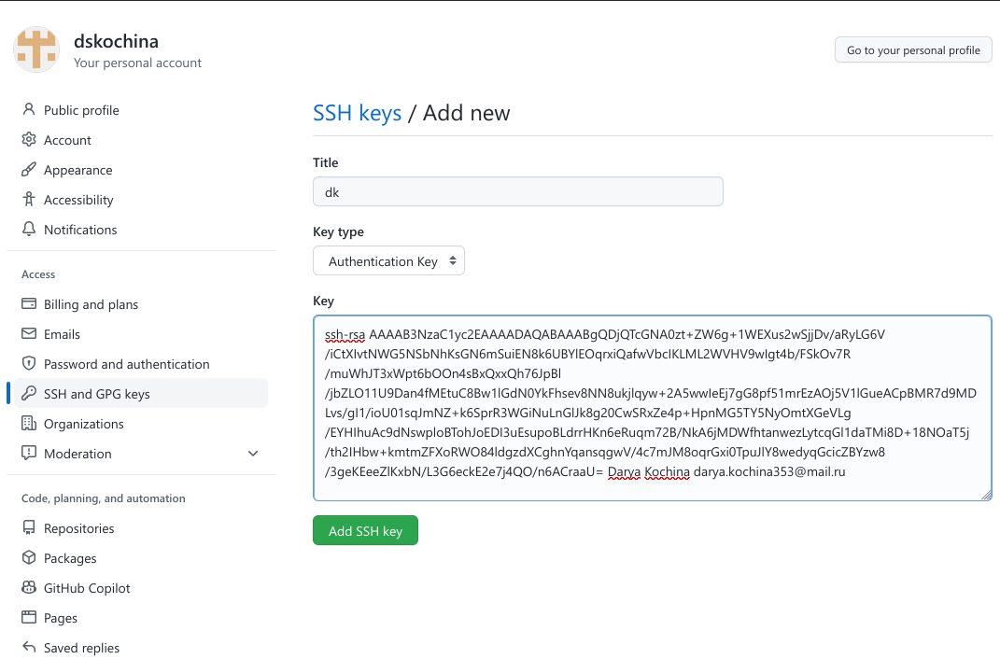 dskochina
Your personal account
Go to your personal profile
Public profile
Account
Appearance
Accessibility
Notifications
Access
Billing and plans
Emails
Password and authentication
SSH and GPG keys
Organizations
Moderation
Code, planning, and automation
Repositories
Packages
GitHub Copilot
Pages
Saved replies
SSH keys / Add new
Title
dk
Key type
Authentication Key
Key
ssh-rsa AAAAB3NzaC1yc2EAAAADAQABAAABgQDjQTcGNA0zt+ZW6g+1WEXus2wSjjDv/aRyLG6V
/iCtXIvtNWG5NSbNhKsGN6mSuiEN8k6UBYlEOqrxiQafwVbcIKLML2WVHV9wIgt4b/FSkOv7R
/muWhJT3xWpt6bOOn4sBxQxxQh76JpBl
/jbZLO11U9Dan4fMEtuC8Bw1lGdN0YkFhsev8NN8ukjlqyw+2A5wwIeEj7gG8pf51mrEzAOj5V1lGueACpBMR7d9MD
Lvs/gI1/ioU01sqJmNZ+k6SprR3WGiNuLnGlJk8g20CwSRxZe4p+HpnMG5TY5NyOmtXGeVLg
/EYHIhuAc9dNswploBTohJoEDI3uEsupoBLdrrHKn6eRuqm72B/NkA6jMDWfhtanwezLytcqGl1daTMi8D+18NOaT5j
/th2IHbw+kmtmZFXoRWO84ldgzdXCghnYqansqgwV/4c7mJM8oqrGxi0TpuJlY8wedyqGcicZBYzw8
/3geKEeeZlKxbN/L3G6eckE2e7j4QO/n6ACraaU= Darya Kochina darya.kochina353@mail.ru
Add SSH key